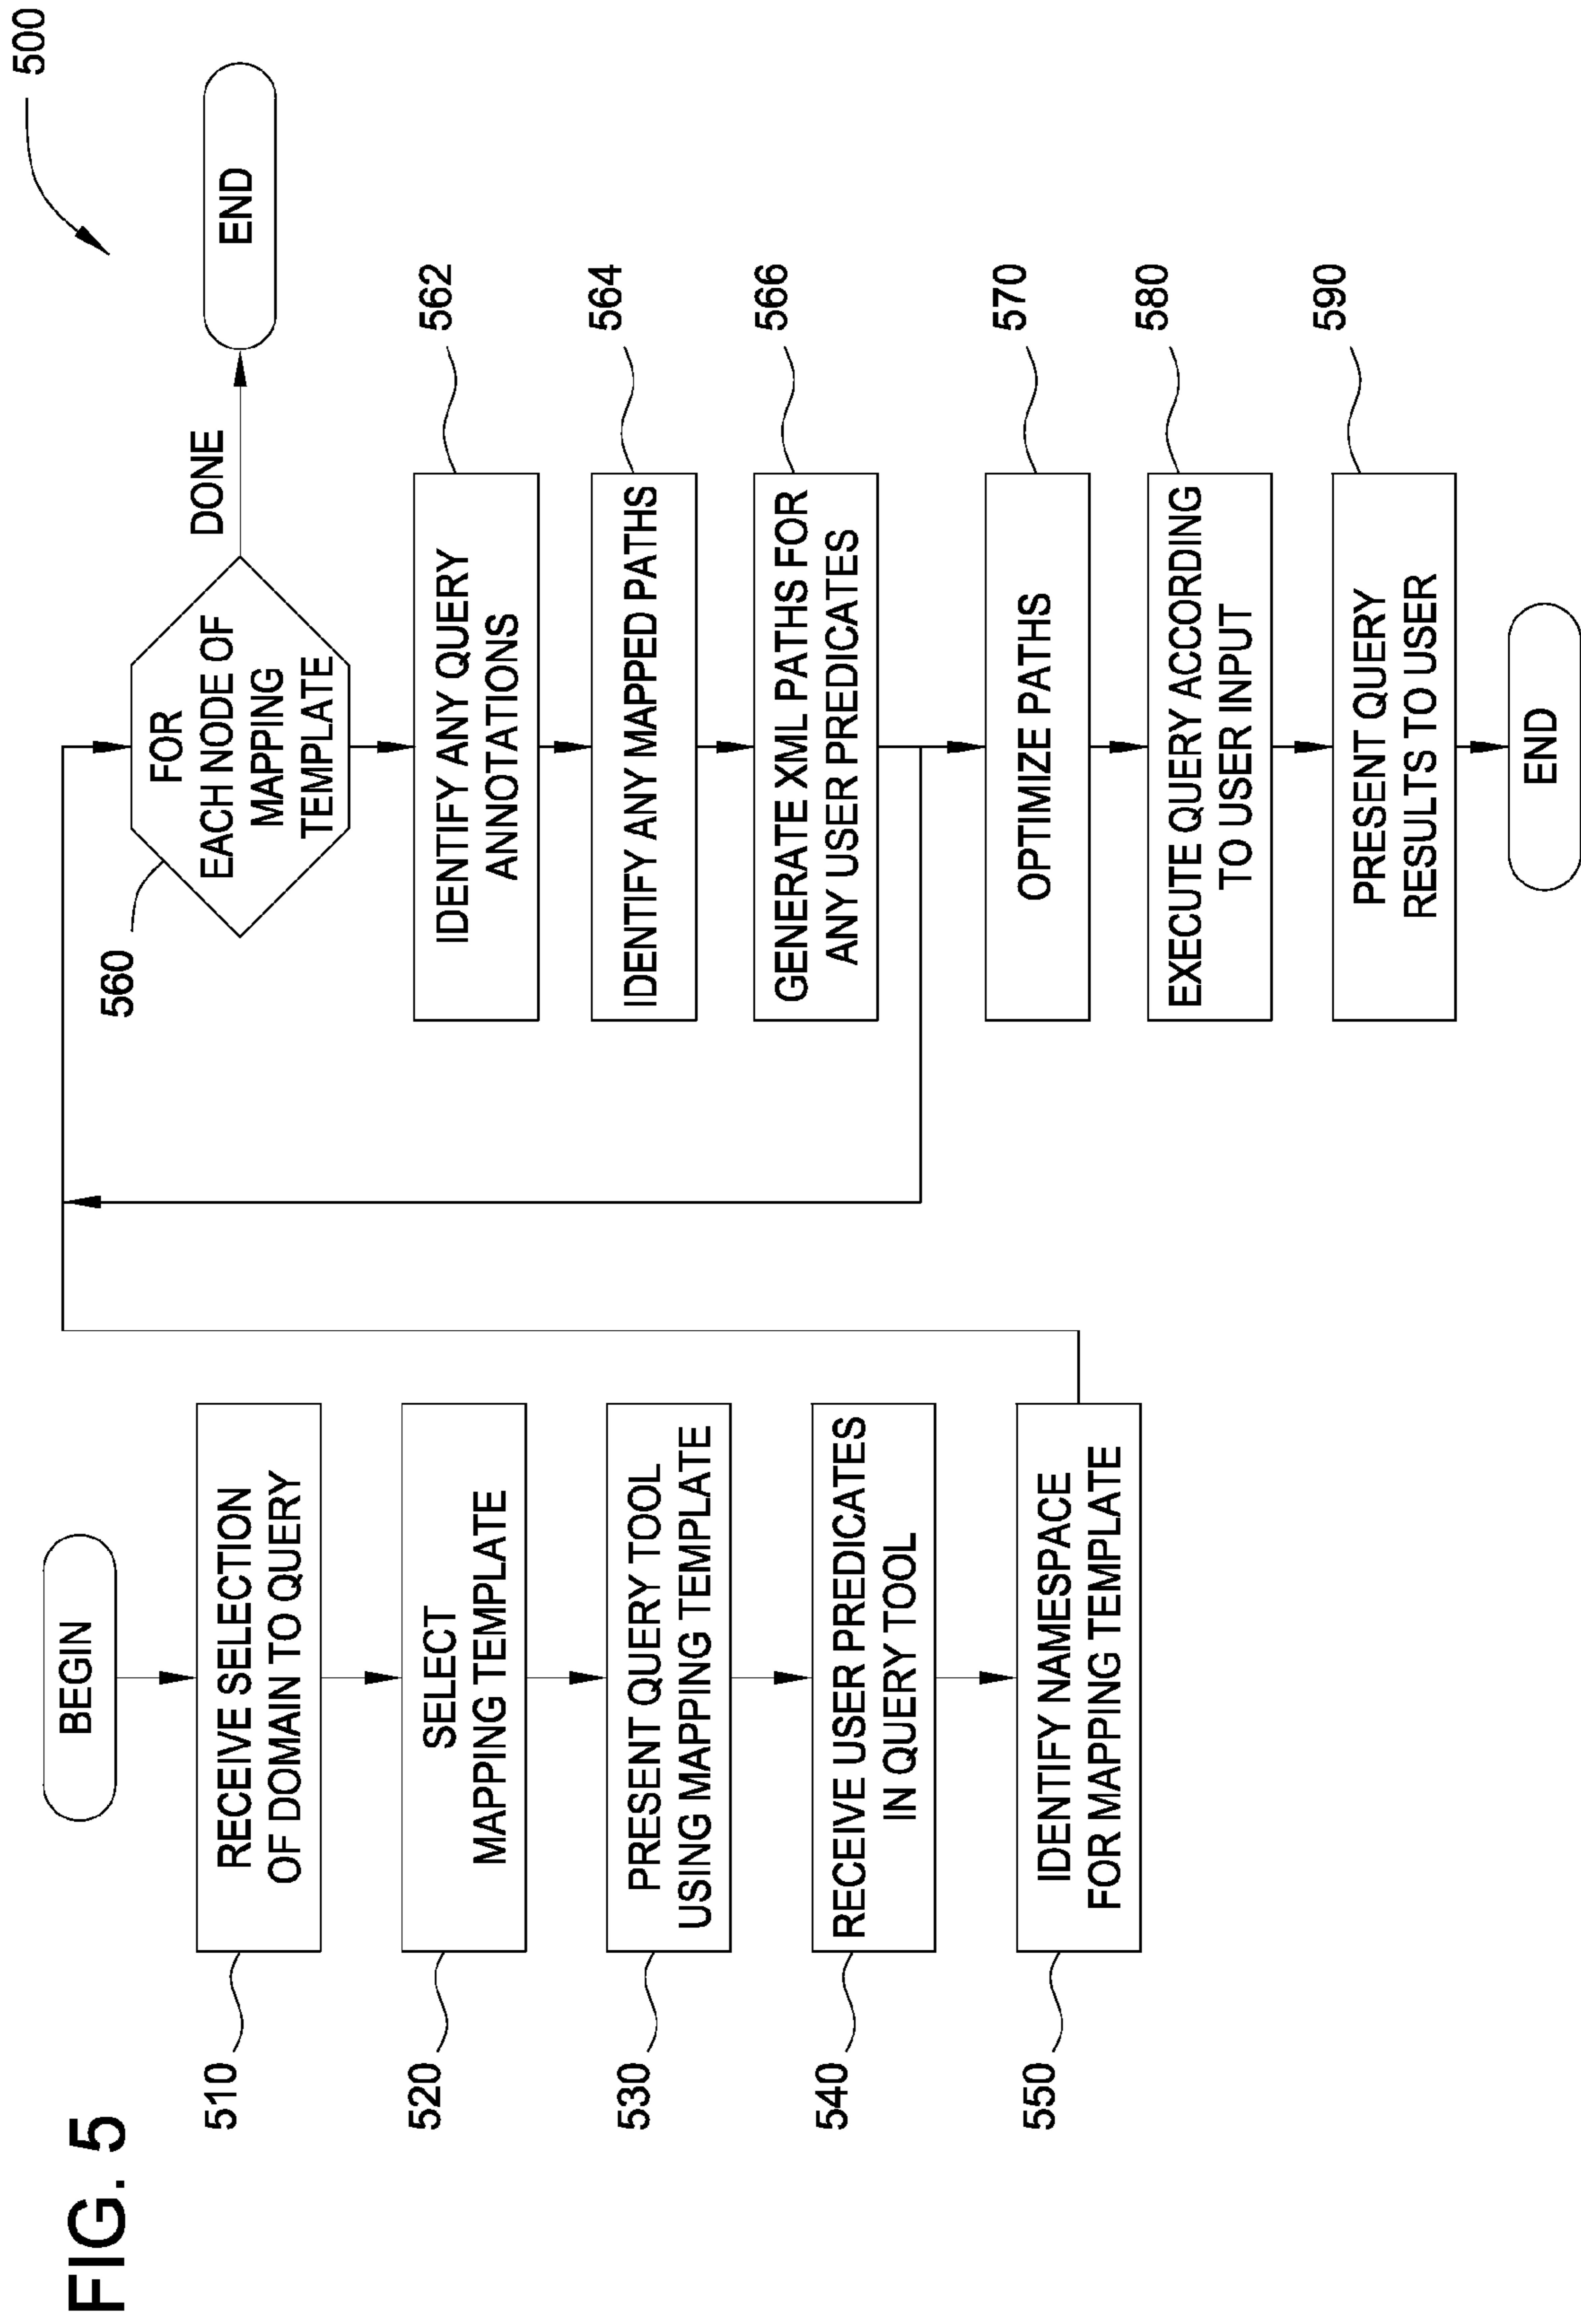 FIG. 5
500
BEGIN
510
RECEIVE SELECTION
OF DOMAIN TO QUERY
520
SELECT
MAPPING TEMPLATE
530
PRESENT QUERY TOOL
USING MAPPING TEMPLATE
540
RECEIVE USER PREDICATES
IN QUERY TOOL
550
IDENTIFY NAMESPACE
FOR MAPPING TEMPLATE
560
FOR
EACH NODE OF
MAPPING
TEMPLATE
DONE
END
IDENTIFY ANY QUERY
ANNOTATIONS
562
IDENTIFY ANY MAPPED PATHS
564
GENERATE XML PATHS FOR
ANY USER PREDICATES
566
OPTIMIZE PATHS
570
EXECUTE QUERY ACCORDING
TO USER INPUT
580
PRESENT QUERY
RESULTS TO USER
590
END